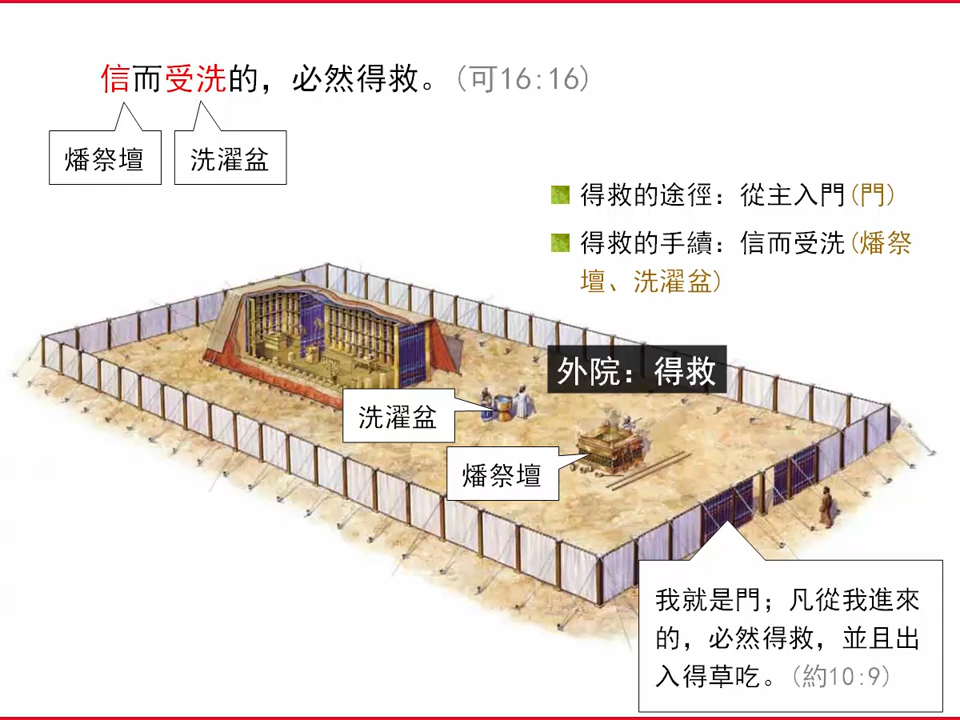 信而受洗的，必然得救。(可16:16)
燔祭壇
洗濯盆
得救的途徑：從主入門(門)
得救的手續：信而受洗(燔祭
壇、洗濯盆)
外院：得救
洗濯盆
燔祭壇
我就是門；凡從我進來
的，必然得救，並且出
入得草吃。(約10:9)